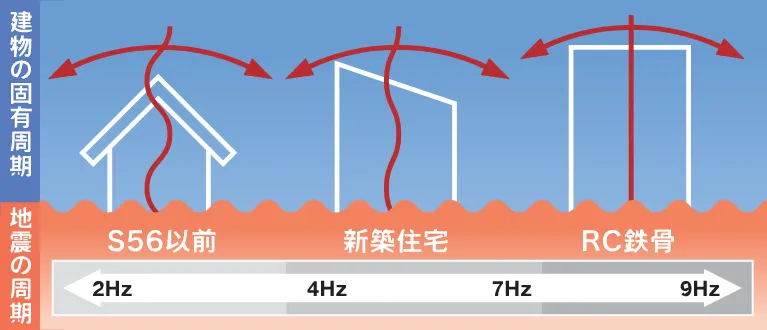 建物の固有周期
地震の周期
S56以前
新築住宅
RC鉄骨
2Hz
4Hz
7Hz
9Hz